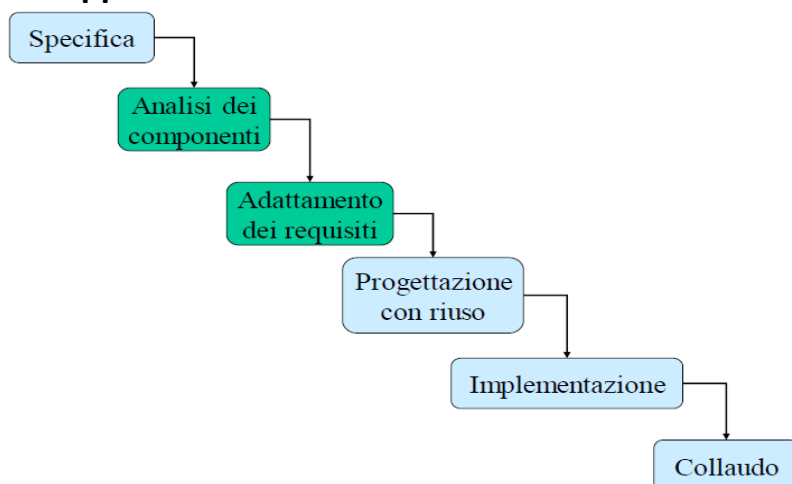 Specifica
Analisi dei
componenti
Adattamento
dei requisiti
Progettazione
con riuso
Implementazione
Collaudo